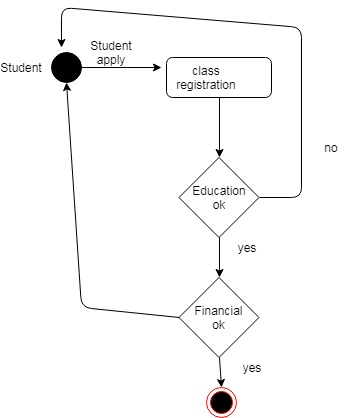 Student
Student
apply
class
registration
Education
ok
no
yes
Financial
ok
yes